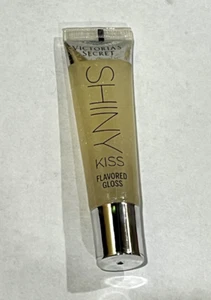 VICTORIA'S
SECRET
SHINY
KISS
FLAVORED
GLOSS